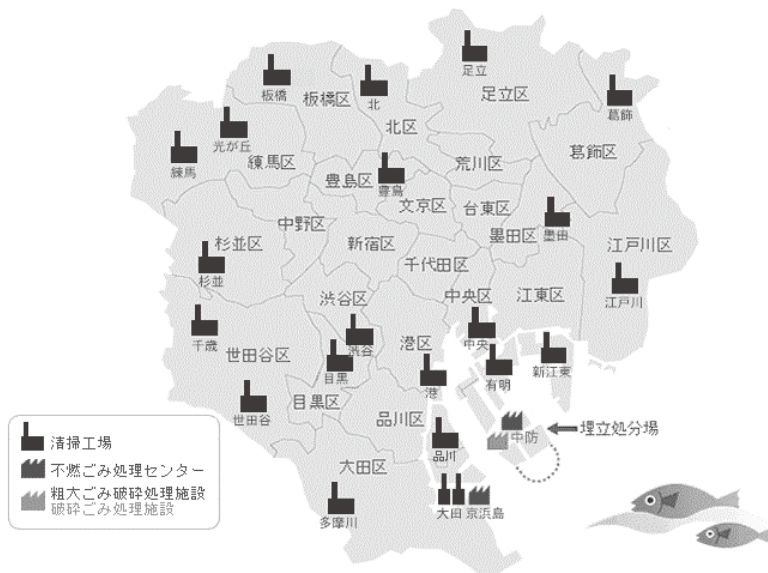 足立
板橋
板橋区
北
足立区
葛飾
北区
光が丘
練馬
練馬区
荒川区
葛飾区
豊島区
豊島
文京区
台東区
中野区
墨田区
墨田
杉並区
新宿区
江戸川区
千代田区
杉並
渋谷区
中央区
江東区
江戸川
千歳
世田谷区
渋谷
港区
中央
目黒
有明
新江東
港
世田谷
目黒区
品川区
中防
埋立処分場
品川
大田区
多摩川
大田
京浜島
清掃工場
不燃ごみ処理センター
粗大ごみ破砕処理施設
破砕ごみ処理施設